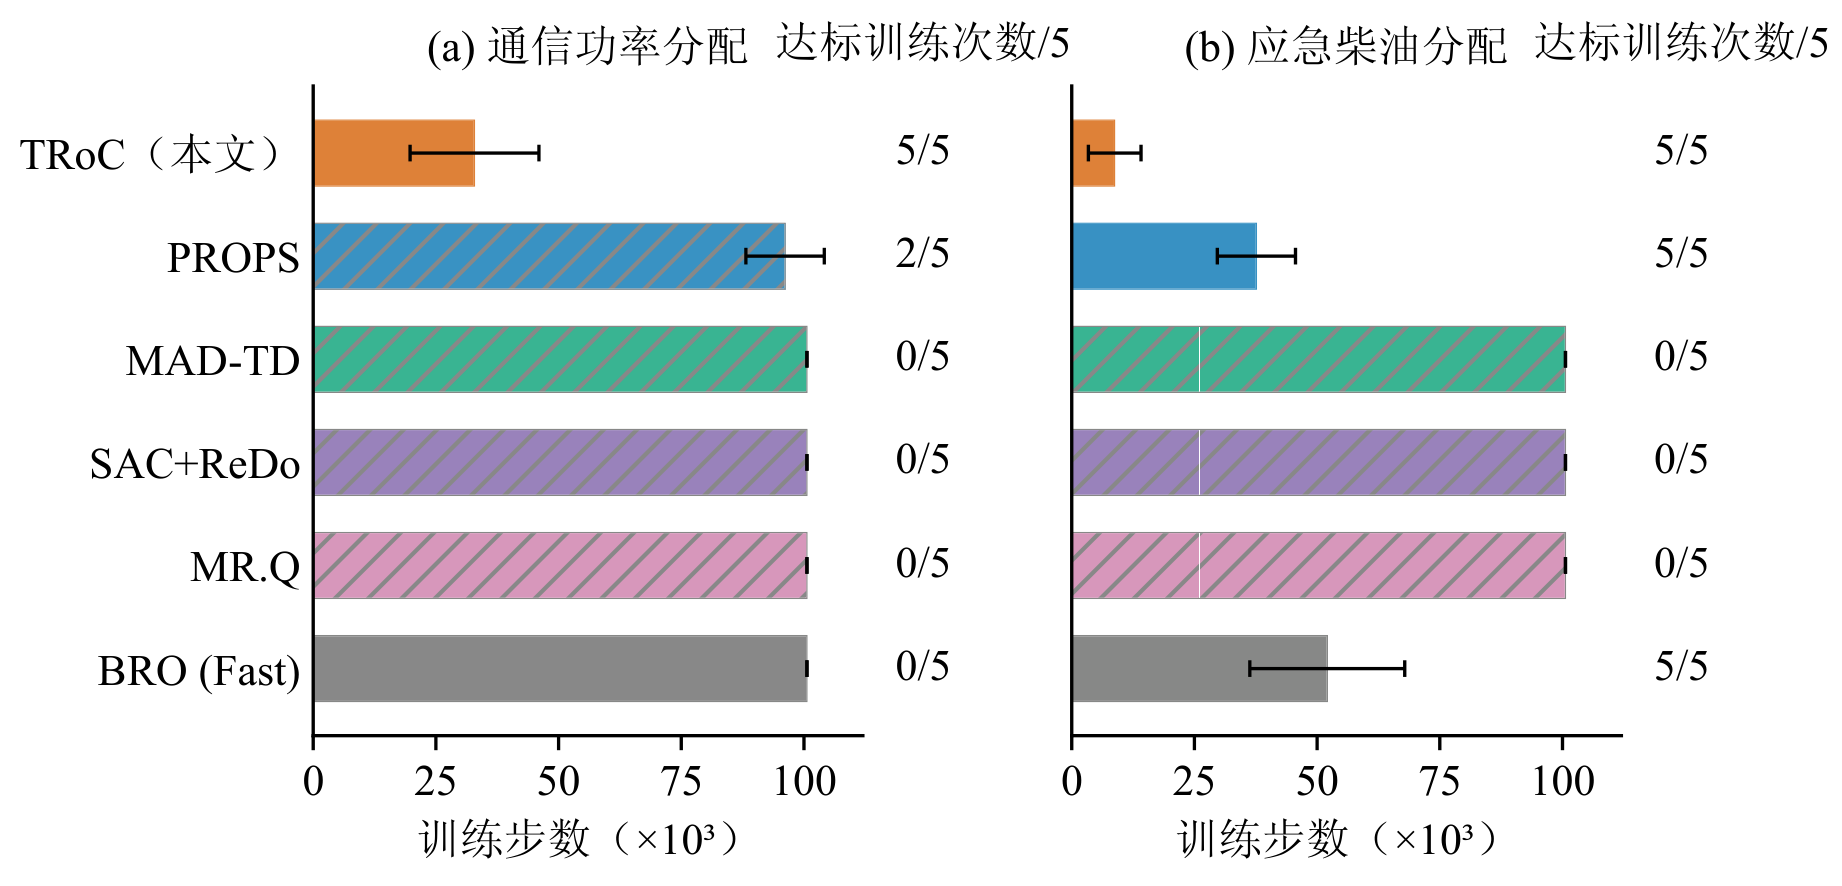 (a) 通信功率分配 达标训练次数/5
(b) 应急柴油分配 达标训练次数/5
TRoC（本文） 5/5 5/5
PROPS 2/5 5/5
MAD-TD 0/5 0/5
SAC+ReDo 0/5 0/5
MR.Q 0/5 0/5
BRO (Fast) 0/5 5/5
0 25 50 75 100
0 25 50 75 100
训练步数（×10³）
训练步数（×10³）